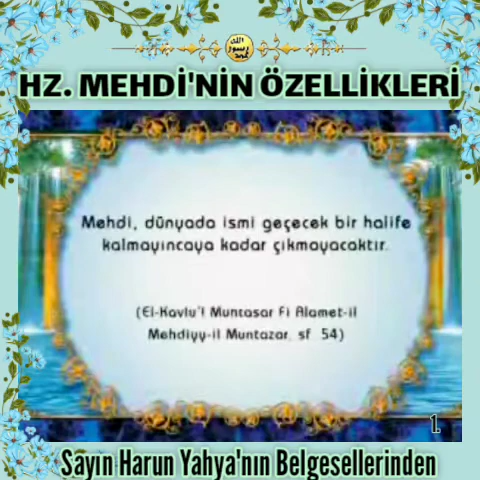 HZ. MEHDİ'NİN ÖZELLİKLERİ
Mehdi, dünyada ismi geçecek bir halife
kalmayıncaya kadar çıkmayacaktır.
(El-Kavlu'l Muntasar Fi Alamet-il
Mehdiyy-il Muntazar, sf 54)
1.
Sayın Harun Yahya'nın Belgesellerinden